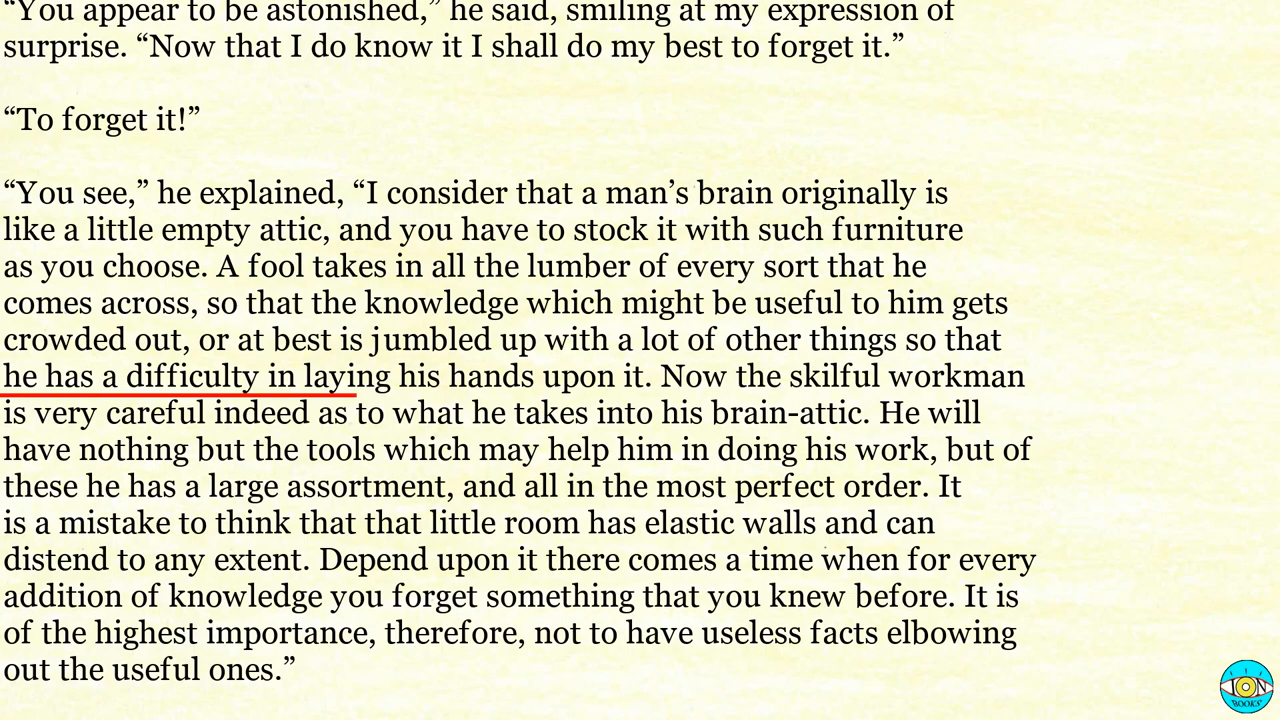 “You appear to be astonished,” he said, smiling at my expression of
surprise. “Now that I do know it I shall do my best to forget it.”
“To forget it!”
“You see,” he explained, “I consider that a man’s brain originally is
like a little empty attic, and you have to stock it with such furniture
as you choose. A fool takes in all the lumber of every sort that he
comes across, so that the knowledge which might be useful to him gets
crowded out, or at best is jumbled up with a lot of other things so that
he has a difficulty in laying his hands upon it. Now the skilful workman
is very careful indeed as to what he takes into his brain-attic. He will
have nothing but the tools which may help him in doing his work, but of
these he has a large assortment, and all in the most perfect order. It
is a mistake to think that that little room has elastic walls and can
distend to any extent. Depend upon it there comes a time when for every
addition of knowledge you forget something that you knew before. It is
of the highest importance, therefore, not to have useless facts elbowing
out the useful ones.”
ION
BOOKS